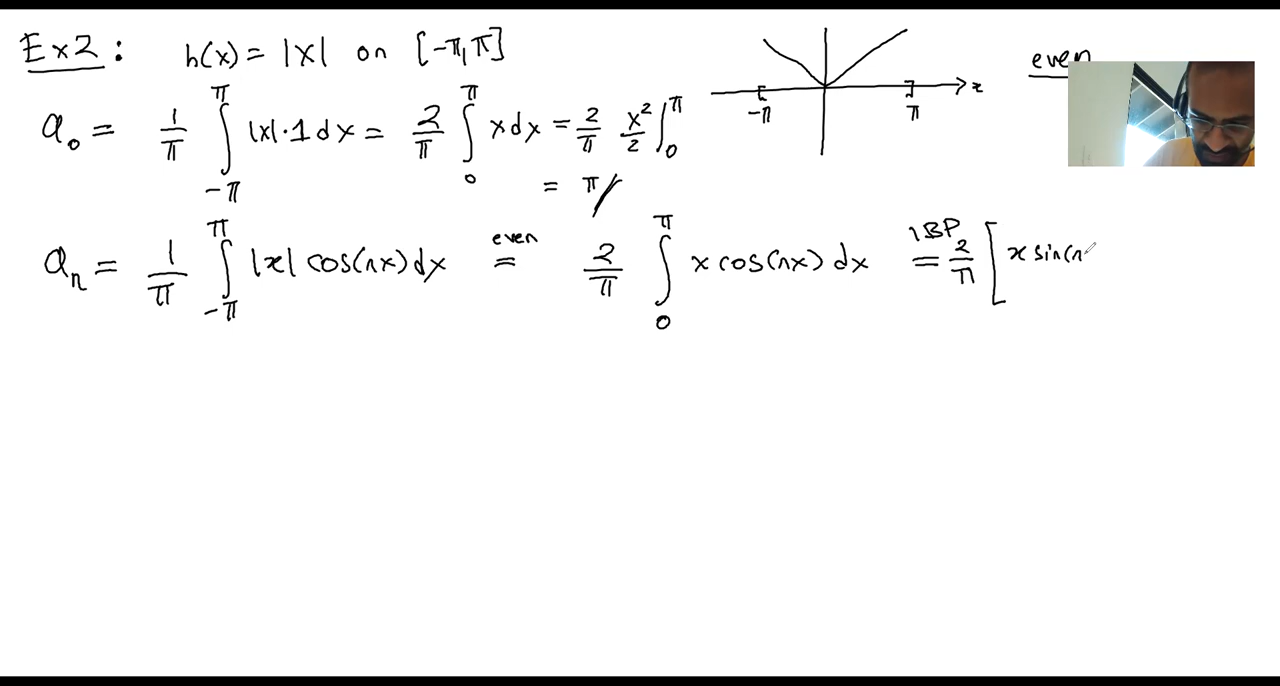 Ex2: h(x) = |x| on [-π, π]
-π π x
even
a₀ = 1/π ∫_{-π}^{π} |x|·1 dx = 2/π ∫_0^π x dx = 2/π x²/2 |_0^π
= π
aₙ = 1/π ∫_{-π}^{π} |x| cos(nx) dx even = 2/π ∫_0^π x cos(nx) dx IBP = 2/π [ x sin(n